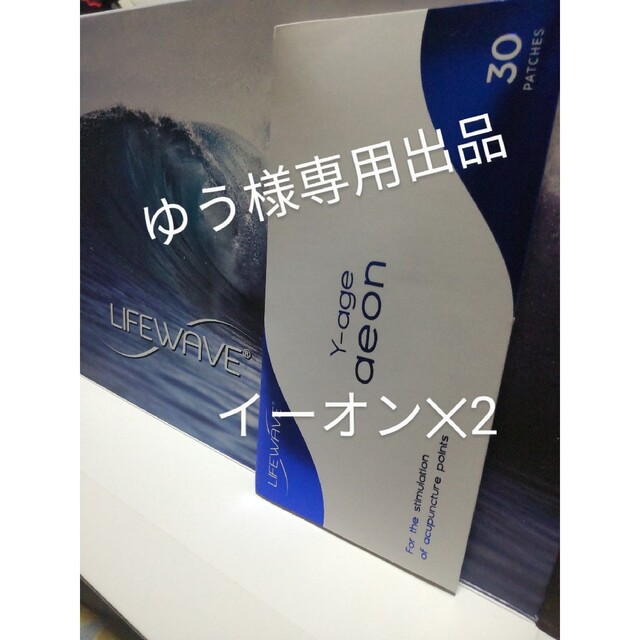 30
PATCHES
ゆう様専用出品
LIFEWAVE®
Y-age
aeon
イーオン✕2
LIFEWAVE
For the stimulation
of acupuncture points